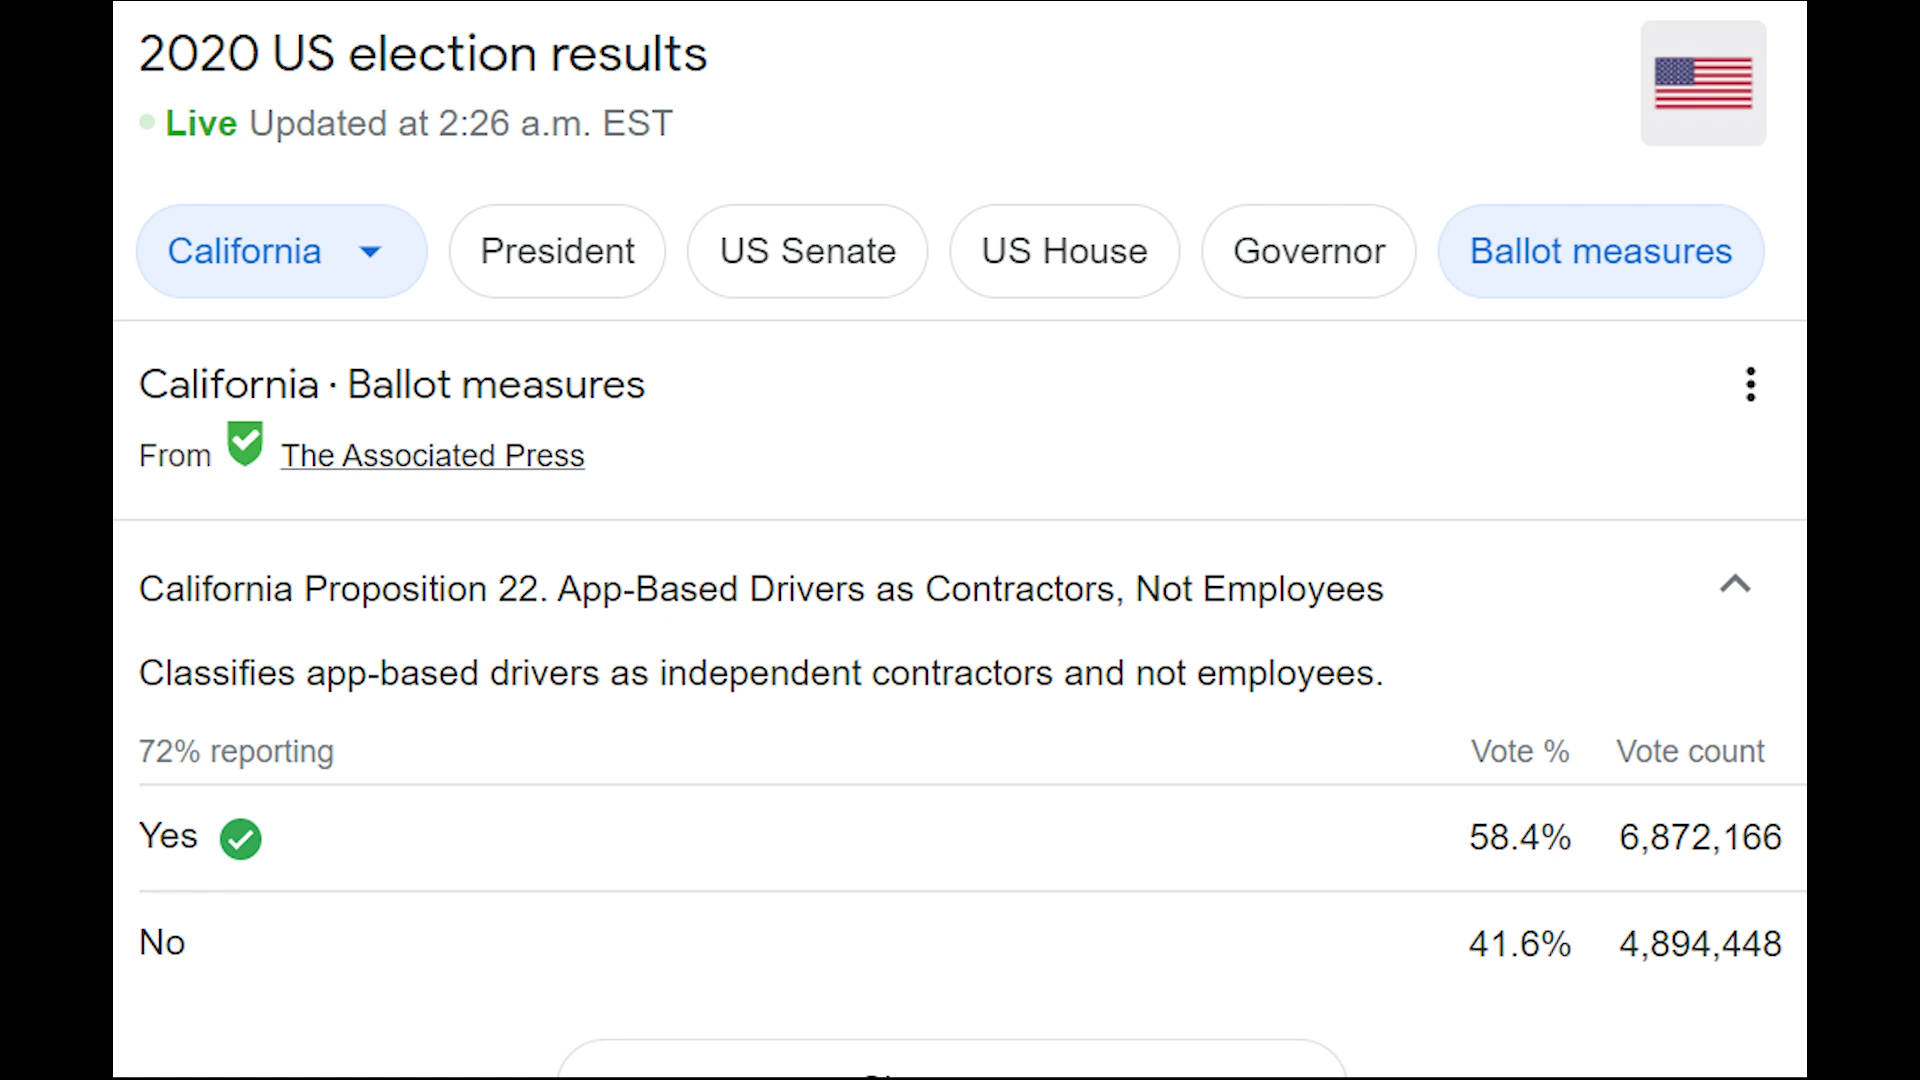 2020 US election results
Live Updated at 2:26 a.m. EST
California President US Senate US House Governor Ballot measures
California · Ballot measures
From The Associated Press
California Proposition 22. App-Based Drivers as Contractors, Not Employees
Classifies app-based drivers as independent contractors and not employees.
72% reporting Vote % Vote count
Yes 58.4% 6,872,166
No 41.6% 4,894,448